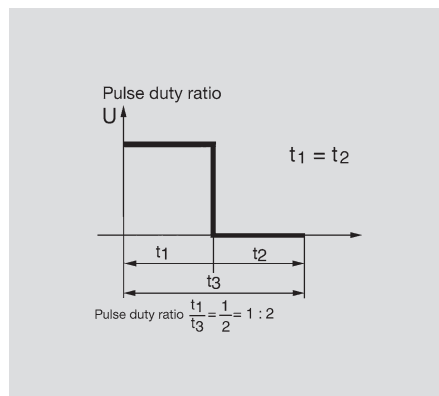 Pulse duty ratio
U
t1 = t2
t1
t2
t3
Pulse duty ratio t1/t3 = 1/2 = 1 : 2